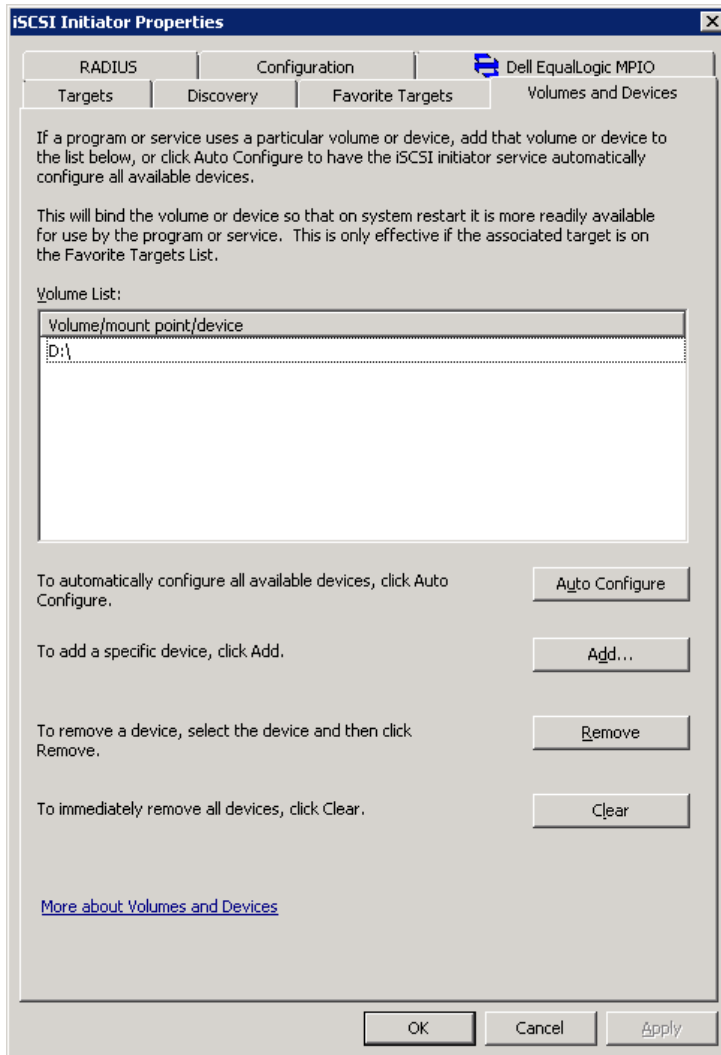 iSCSI Initiator Properties
RADIUS Configuration Dell EqualLogic MPIO
Targets Discovery Favorite Targets Volumes and Devices
If a program or service uses a particular volume or device, add that volume or device to
the list below, or click Auto Configure to have the iSCSI initiator service automatically
configure all available devices.
This will bind the volume or device so that on system restart it is more readily available
for use by the program or service.  This is only effective if the associated target is on
the Favorite Targets List.
Volume List:
Volume/mount point/device
D:\
To automatically configure all available devices, click Auto
Configure.
Auto Configure
To add a specific device, click Add.
Add...
To remove a device, select the device and then click
Remove.
Remove
To immediately remove all devices, click Clear.
Clear
More about Volumes and Devices
OK Cancel Apply